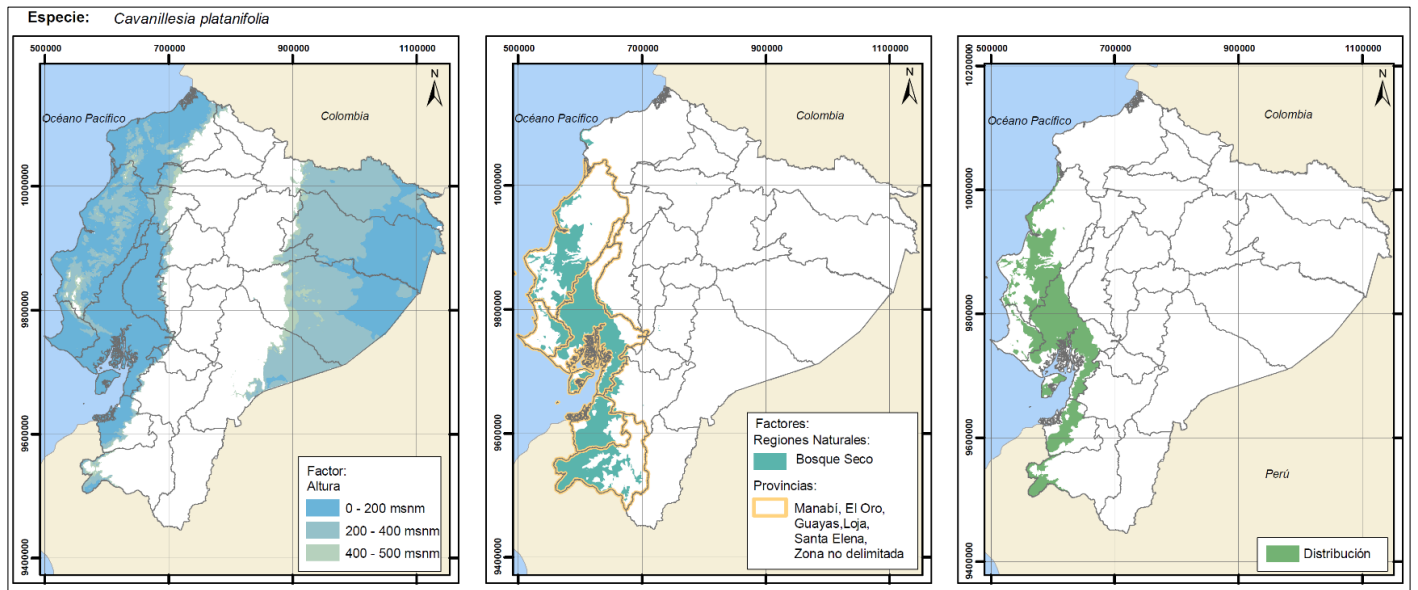 Especie: Cavanillesia platanifolia
500000 700000 900000 1100000
N
Océano Pacífico
Colombia
10000000
9800000
9600000
9400000
Factor:
Altura
0 - 200 msnm
200 - 400 msnm
400 - 500 msnm
500000 700000 900000 1100000
N
Océano Pacífico
Colombia
10000000
9800000
9600000
9400000
Factores:
Regiones Naturales:
Bosque Seco
Provincias:
Manabí, El Oro,
Guayas,Loja,
Santa Elena,
Zona no delimitada
500000 700000 900000 1100000
10200000
N
Océano Pacífico
Colombia
10000000
9800000
9600000
Perú
9400000
Distribución